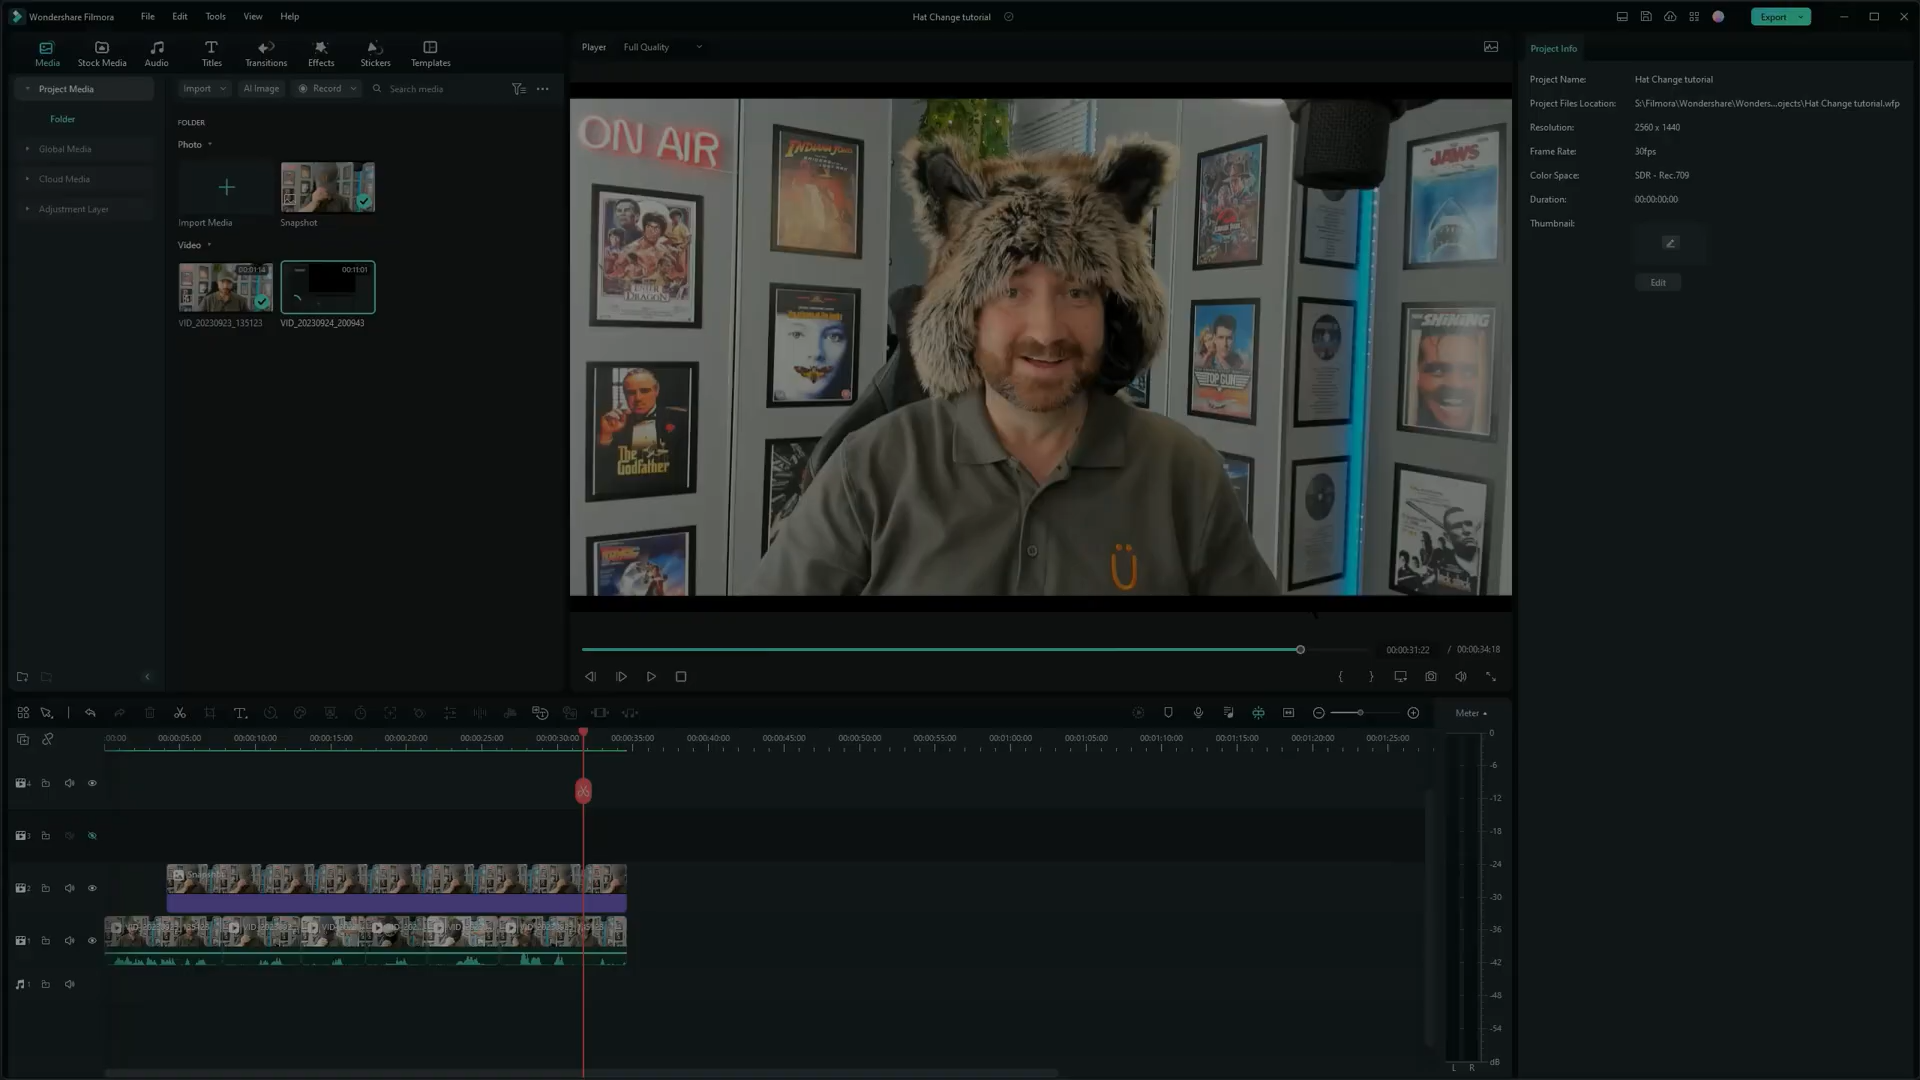 Wondershare Filmora
File
Edit
Tools
View
Help
Hat Change tutorial
Export
Media
Stock Media
Audio
Titles
Transitions
Effects
Stickers
Templates
Player
Full Quality
Project Info
Project Media
Folder
Global Media
Cloud Media
Adjustment Layer
Import
AI Image
Record
Search media
FOLDER
Photo
Import Media
Snapshot
Video
00:01:14
00:11:01
VID_20230923_135123
VID_20230924_200943
ON AIR
INDIANA JONES
JAWS
ENTER
DRAGON
TOP GUN
The SHINING
The
Godfather
Ü
Project Name:
Hat Change tutorial
Project Files Location:
S:\Filmora\Wondershare\Wonders...ojects\Hat Change tutorial.wfp
Resolution:
2560 x 1440
Frame Rate:
30fps
Color Space:
SDR - Rec.709
Duration:
00:00:00:00
Thumbnail:
Edit
00:00:31:22
/ 00:00:34:18
{
}
Meter
:00:00
00:00:05:00
00:00:10:00
00:00:15:00
00:00:20:00
00:00:25:00
00:00:30:00
00:00:35:00
00:00:40:00
00:00:45:00
00:00:50:00
00:00:55:00
00:01:00:00
00:01:05:00
00:01:10:00
00:01:15:00
00:01:20:00
00:01:25:00
4
3
2
1
1
Snapshot
0
-6
-12
-18
-24
-30
-36
-42
-48
-54
dB
L R